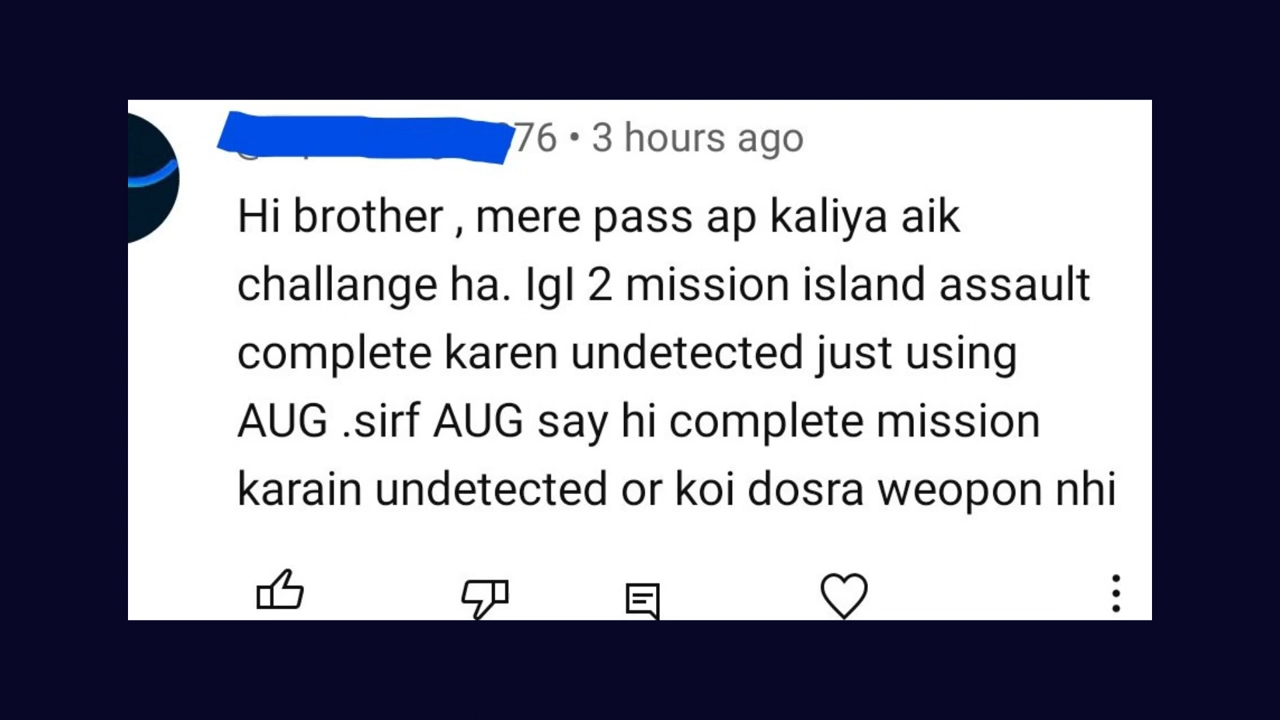 76 • 3 hours ago
Hi brother , mere pass ap kaliya aik
challange ha. IgI 2 mission island assault
complete karen undetected just using
AUG .sirf AUG say hi complete mission
karain undetected or koi dosra weopon nhi